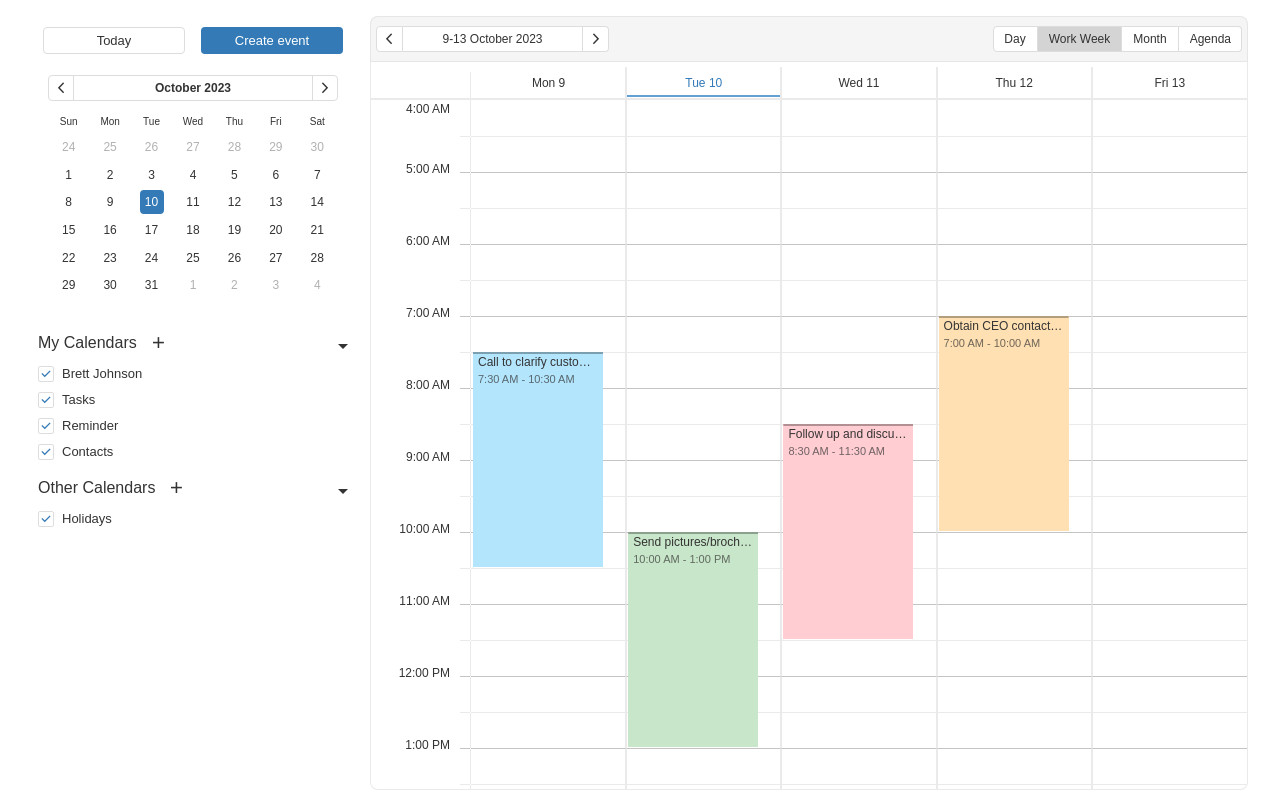 Today Create event
October 2023
Sun Mon Tue Wed Thu Fri Sat
24 25 26 27 28 29 30
1 2 3 4 5 6 7
8 9 10 11 12 13 14
15 16 17 18 19 20 21
22 23 24 25 26 27 28
29 30 31 1 2 3 4
My Calendars
Brett Johnson
Tasks
Reminder
Contacts
Other Calendars
Holidays
9-13 October 2023 Day Work Week Month Agenda
Mon 9 Tue 10 Wed 11 Thu 12 Fri 13
4:00 AM
5:00 AM
6:00 AM
7:00 AM
8:00 AM
9:00 AM
10:00 AM
11:00 AM
12:00 PM
1:00 PM
Call to clarify custo…
7:30 AM - 10:30 AM
Send pictures/broch…
10:00 AM - 1:00 PM
Follow up and discu…
8:30 AM - 11:30 AM
Obtain CEO contact…
7:00 AM - 10:00 AM